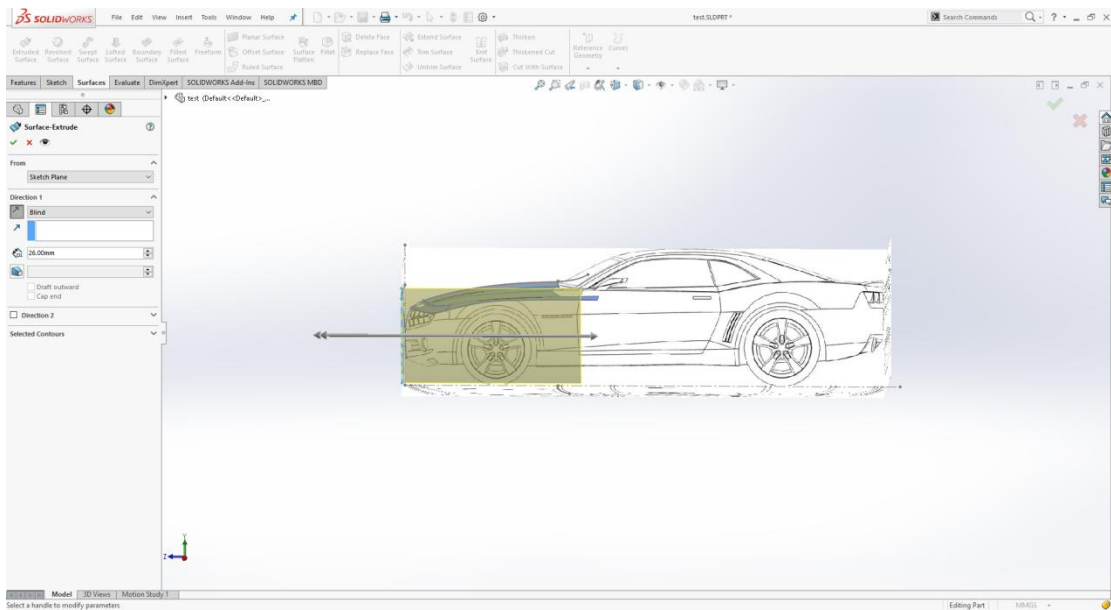 SOLIDWORKS File Edit View Insert Tools Window Help test.SLDPRT * Search Commands ?
Extruded Surface Revolved Surface Swept Surface Lofted Surface Boundary Surface Filled Surface Freeform Planar Surface Offset Surface Ruled Surface Surface Flatten Fillet Delete Face Replace Face Extend Surface Trim Surface Untrim Surface Knit Surface Thicken Thickened Cut Cut With Surface Reference Geometry Curves
Features Sketch Surfaces Evaluate DimXpert SOLIDWORKS Add-Ins SOLIDWORKS MBD
test (Default<<Default>_...
Surface-Extrude
From
Sketch Plane
Direction 1
Blind
26.00mm
Draft outward
Cap end
Direction 2
Selected Contours
Y
Z
Model 3D Views Motion Study 1
Select a handle to modify parameters Editing Part MMGS